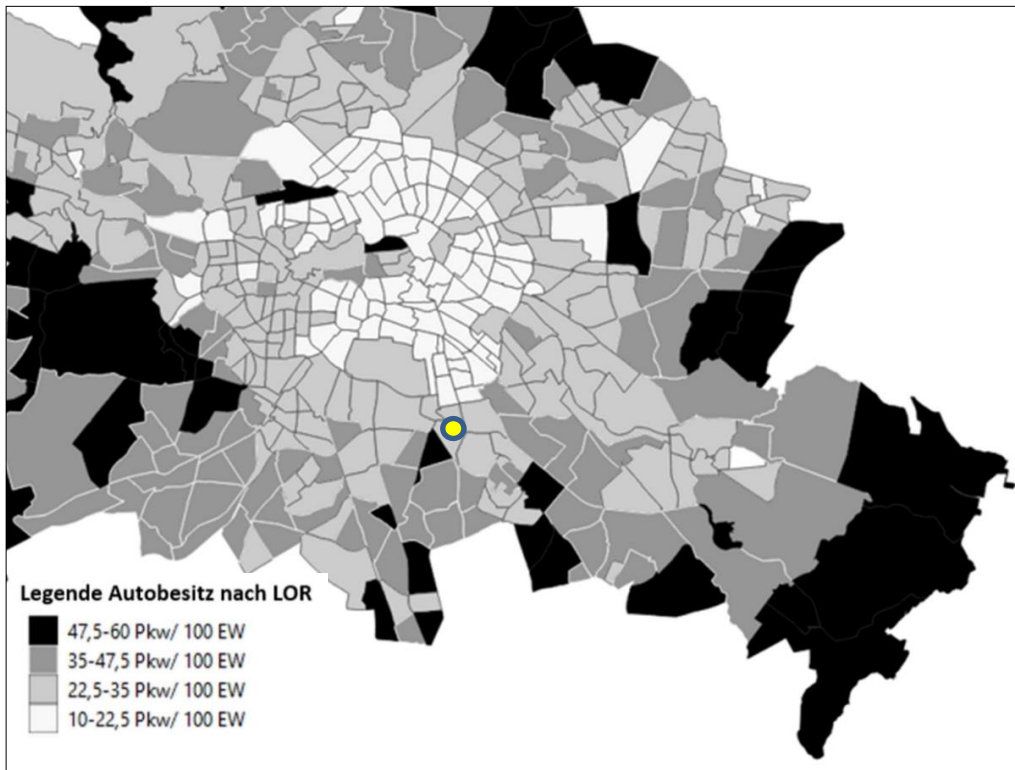 Legende Autobesitz nach LOR
47,5-60 Pkw/ 100 EW
35-47,5 Pkw/ 100 EW
22,5-35 Pkw/ 100 EW
10-22,5 Pkw/ 100 EW